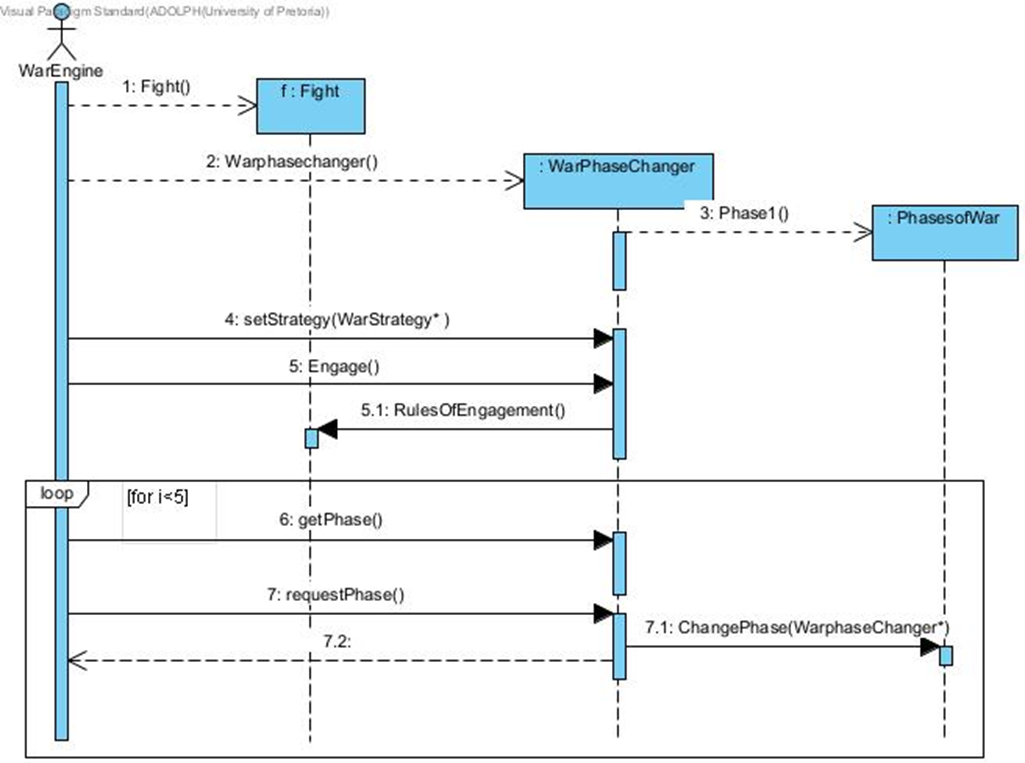 Visual Paradigm Standard(ADOLPH(University of Pretoria))
WarEngine
1: Fight()
f : Fight
2: Warphasechanger()
: WarPhaseChanger
3: Phase1()
: PhasesofWar
4: setStrategy(WarStrategy* )
5: Engage()
5.1: RulesOfEngagement()
loop
[for i<5]
6: getPhase()
7: requestPhase()
7.1: ChangePhase(WarphaseChanger*)
7.2: